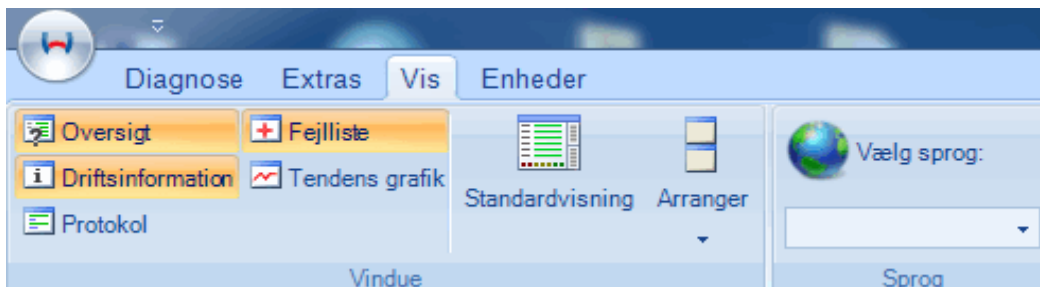 Diagnose Extras Vis Enheder
Oversigt Fejlliste
Driftsinformation Tendens grafik
Protokol
Standardvisning Arranger
Vælg sprog:
Vindue Sprog